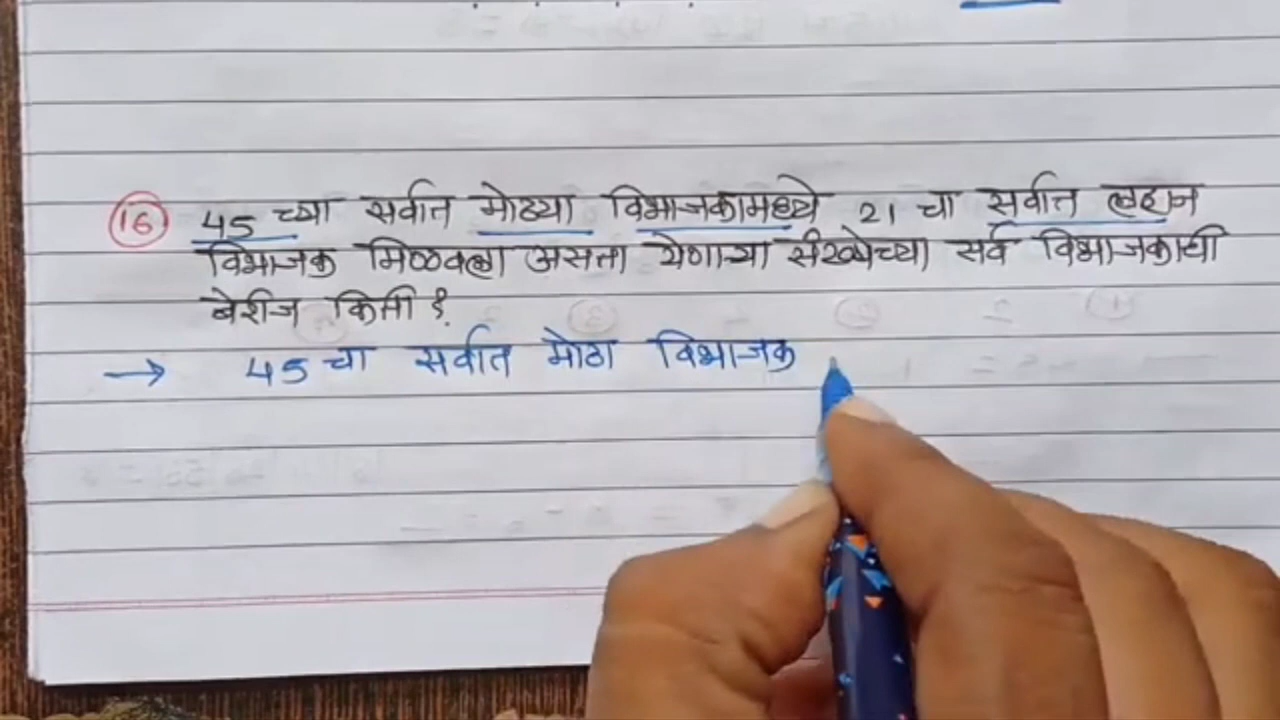 16 45 च्या सर्वात मोठ्या विभाजकामध्ये 21 चा सर्वात लहान
विभाजक मिळवला असता येणाऱ्या संख्येच्या सर्व विभाजकांची
बेरीज किती ?
→ 45 चा सर्वात मोठा विभाजक